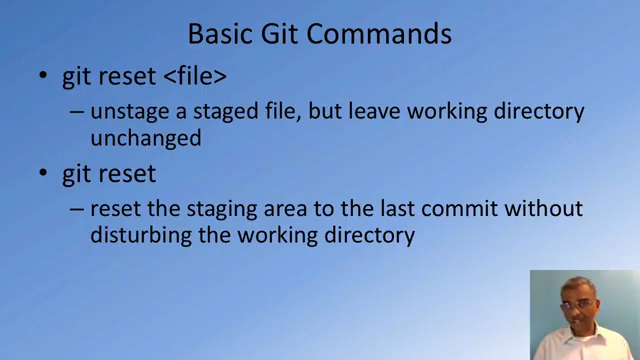 Basic Git Commands
• git reset <file>
– unstage a staged file, but leave working directory
unchanged
• git reset
– reset the staging area to the last commit without
disturbing the working directory